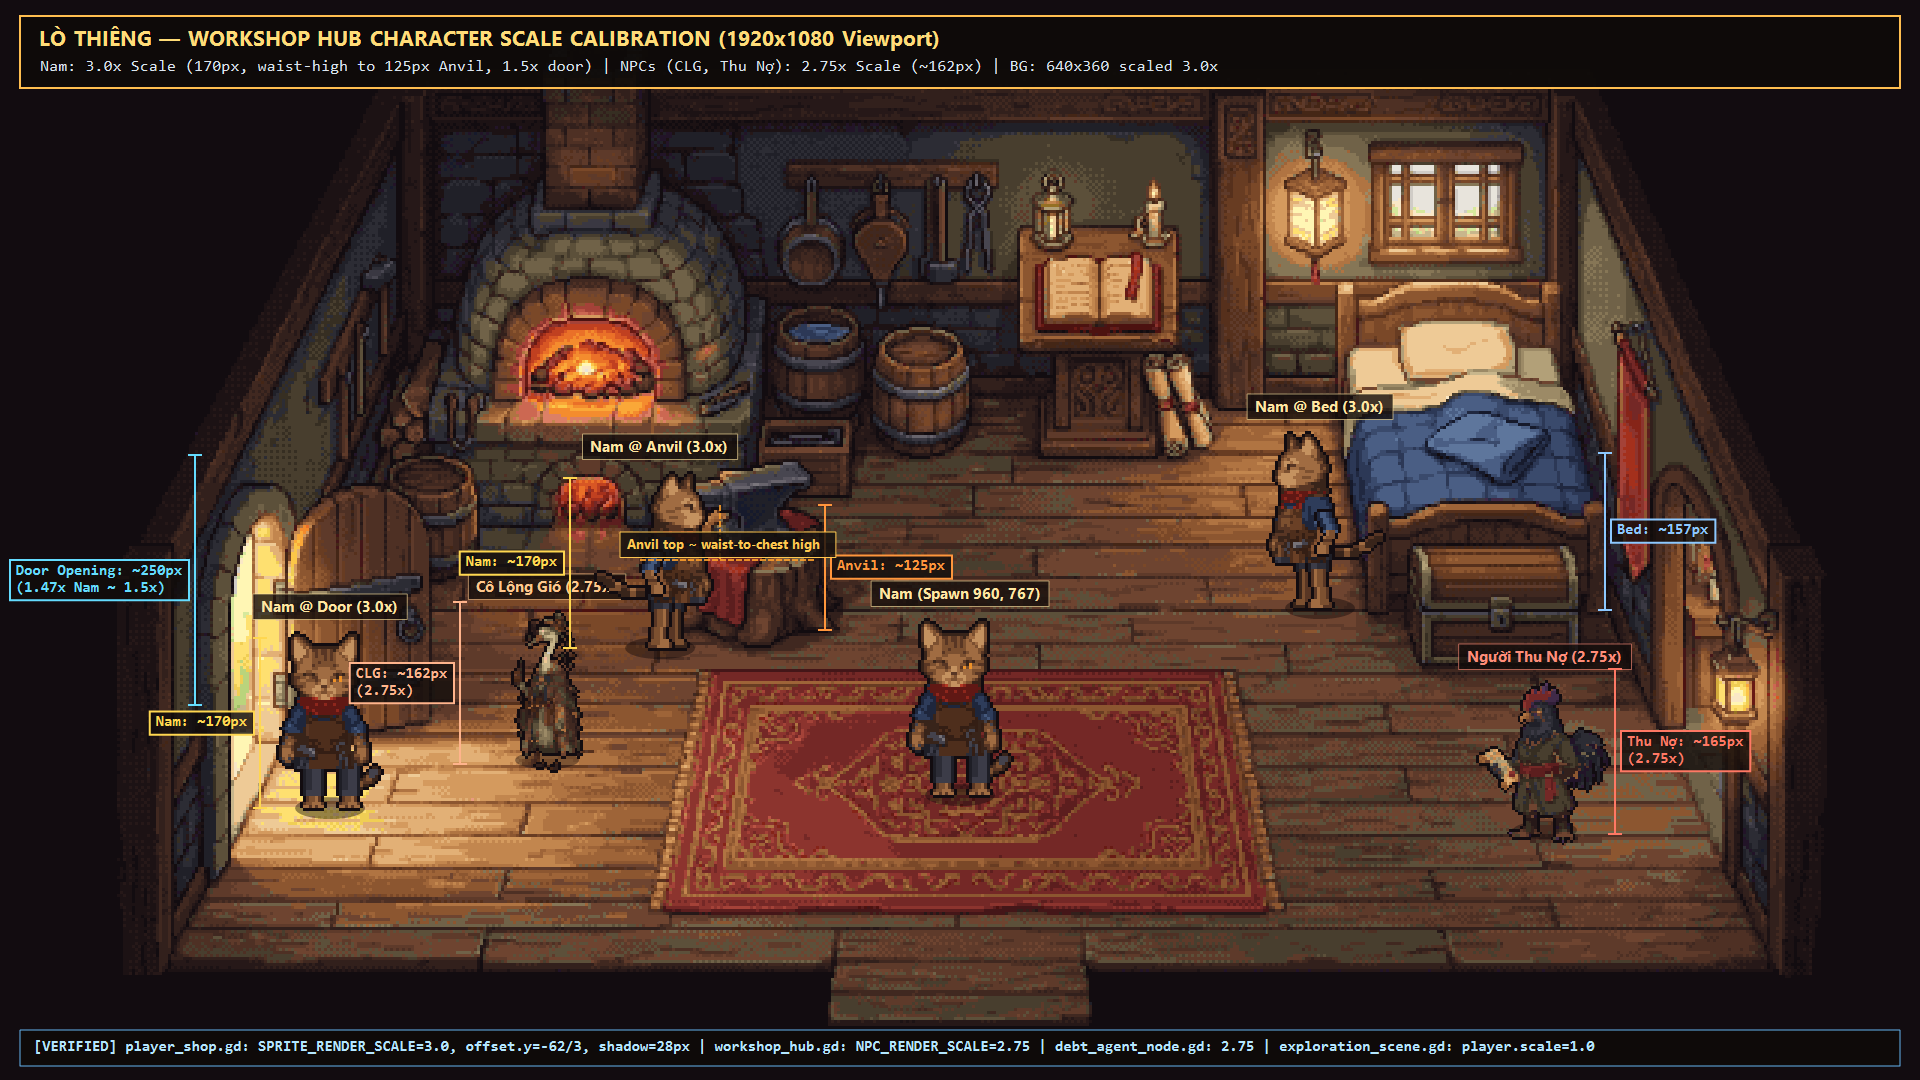 LÒ THIÊNG — WORKSHOP HUB CHARACTER SCALE CALIBRATION (1920x1080 Viewport)
Nam: 3.0x Scale (170px, waist-high to 125px Anvil, 1.5x door) | NPCs (CLG, Thu Nợ): 2.75x Scale (~162px) | BG: 640x360 scaled 3.0x
Nam @ Bed (3.0x)
Nam @ Anvil (3.0x)
Bed: ~157px
Anvil top ~ waist-to-chest high
Nam: ~170px
Anvil: ~125px
Door Opening: ~250px
(1.47x Nam ~ 1.5x)
Cô Lộng Gió (2.75x
Nam (Spawn 960, 767)
Nam @ Door (3.0x)
Người Thu Nợ (2.75x)
CLG: ~162px
(2.75x)
Nam: ~170px
Thu Nợ: ~165px
(2.75x)
[VERIFIED] player_shop.gd: SPRITE_RENDER_SCALE=3.0, offset.y=-62/3, shadow=28px | workshop_hub.gd: NPC_RENDER_SCALE=2.75 | debt_agent_node.gd: 2.75 | exploration_scene.gd: player.scale=1.0